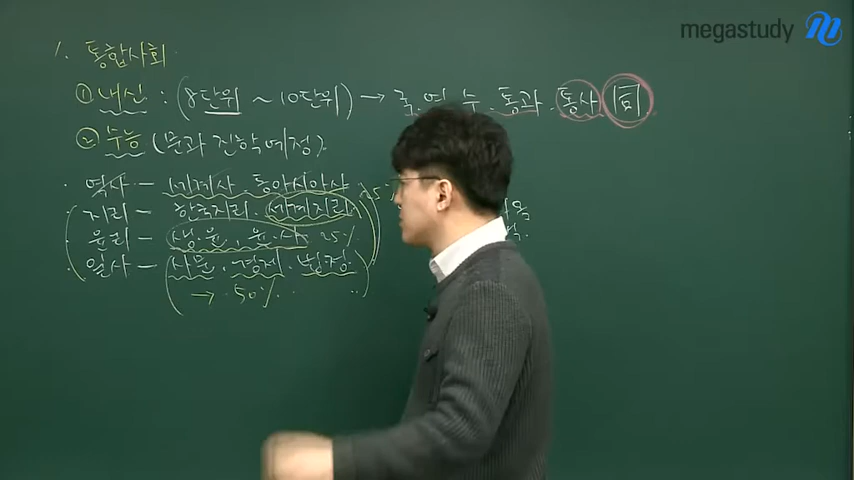 megastudy
1. 통합사회
① 내신 : (8단위 ~ 10단위) → 국. 영. 수. 통과. 통사
② 수능 (문과 진학예정)
· 역사 — 세계사. 동아시아사 25%
지리 — 한국지리. 세계지리
윤리 — 생.윤. 윤.사 25%
일사 — 사문. 경제. 법정
→ 50%